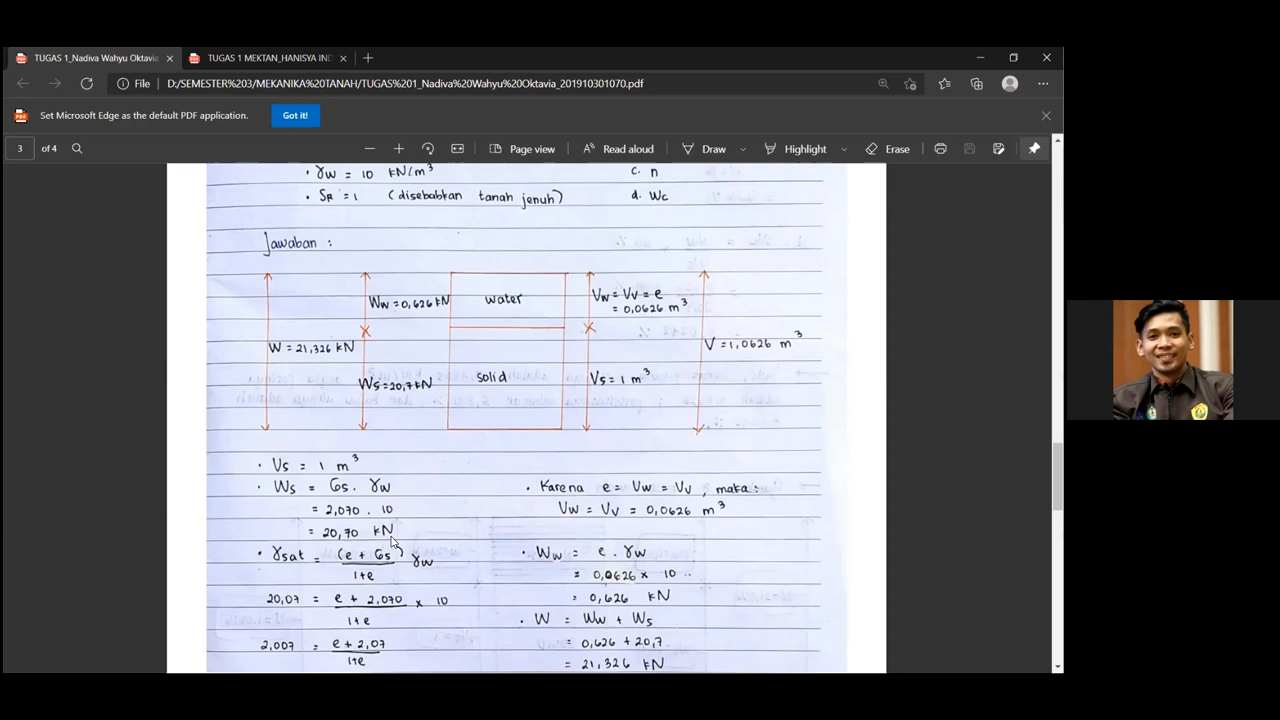 TUGAS 1_Nadiva Wahyu Oktavia
TUGAS 1 MEKTAN_HANISYA IND
File
D:/SEMESTER%203/MEKANIKA%20TANAH/TUGAS%201_Nadiva%20Wahyu%20Oktavia_201910301070.pdf
Set Microsoft Edge as the default PDF application.
Got it!
3 of 4
Page view
Read aloud
Draw
Highlight
Erase
• γw = 10 kN/m³
c. n
• SR = 1 (disebabkan tanah jenuh)
d. Wc
Jawaban :
Ww = 0,626 kN
water
Vw = Vv = e
= 0,0626 m³
W = 21,326 kN
V = 1,0626 m³
Ws = 20,7 kN
solid
Vs = 1 m³
• Vs = 1 m³
• Ws = Gs . γw
= 2,070 . 10
= 20,70 kN
• γsat = (e + Gs) γw
1+e
20,07 = e + 2,070 × 10
1+e
2,007 = e + 2,07
1+e
• Karena e = Vw = Vv , maka :
Vw = Vv = 0,0626 m³
• Ww = e . γw
= 0,0626 × 10
= 0,626 kN
• W = Ww + Ws
= 0,626 + 20,7
= 21,326 kN